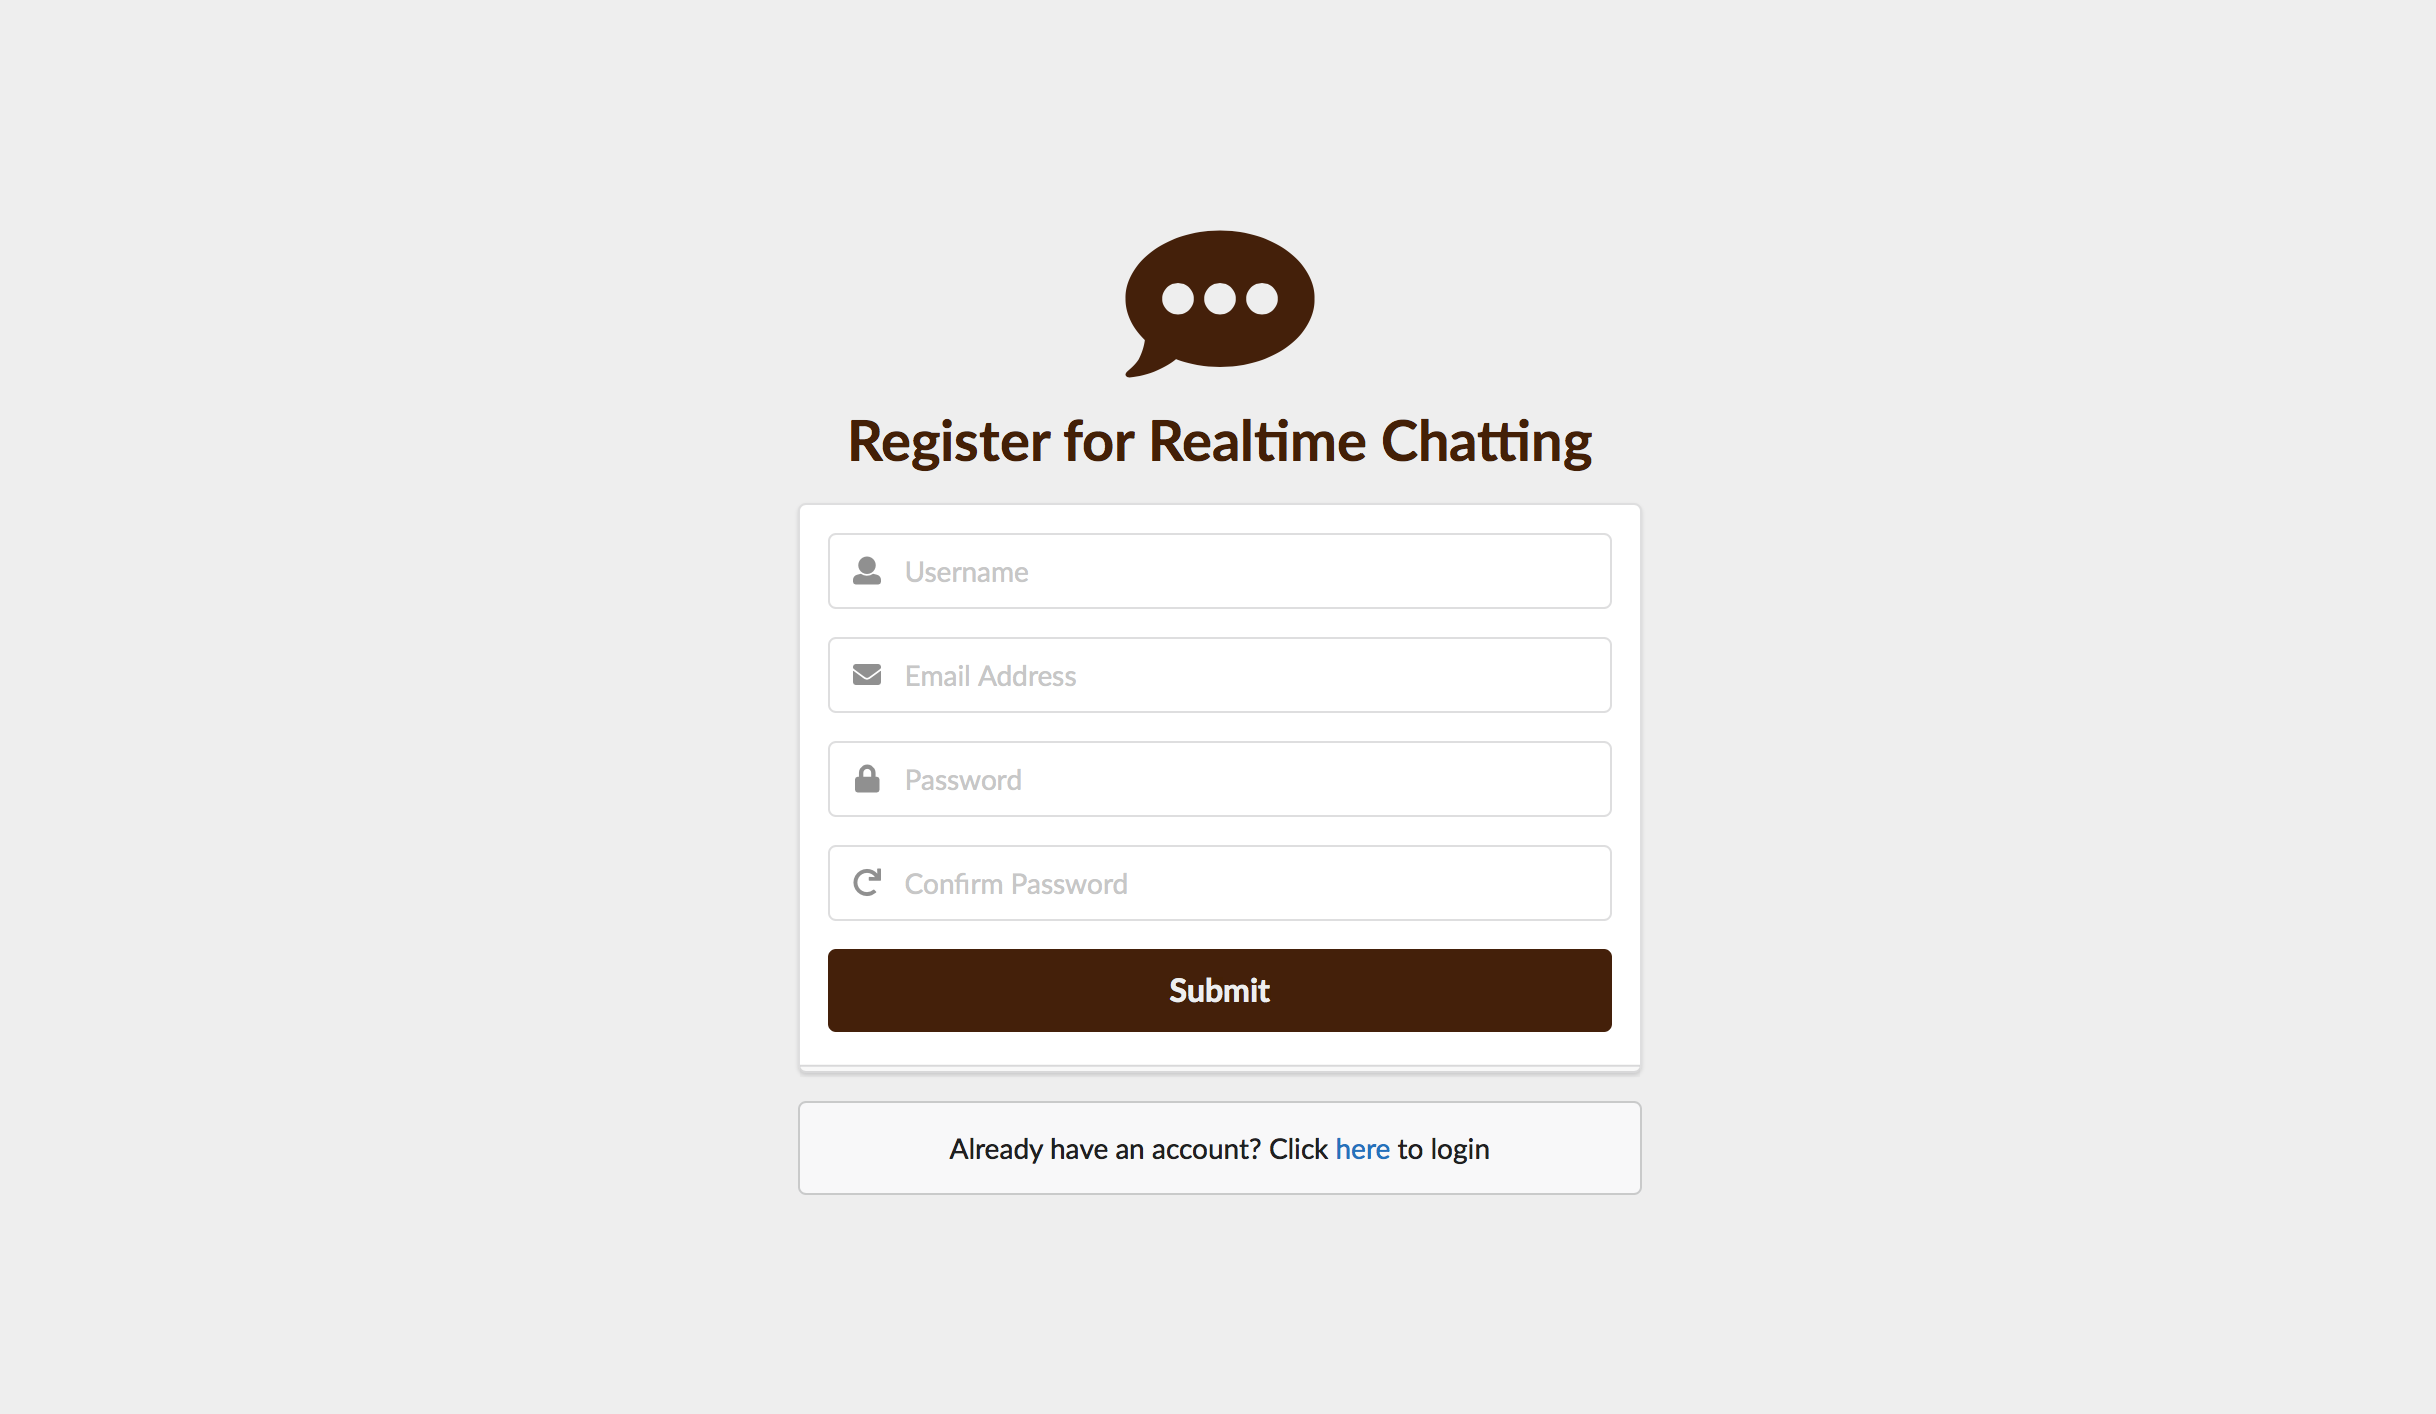 Register for Realtime Chatting
Username
Email Address
Password
Confirm Password
Submit
Already have an account? Click here to login